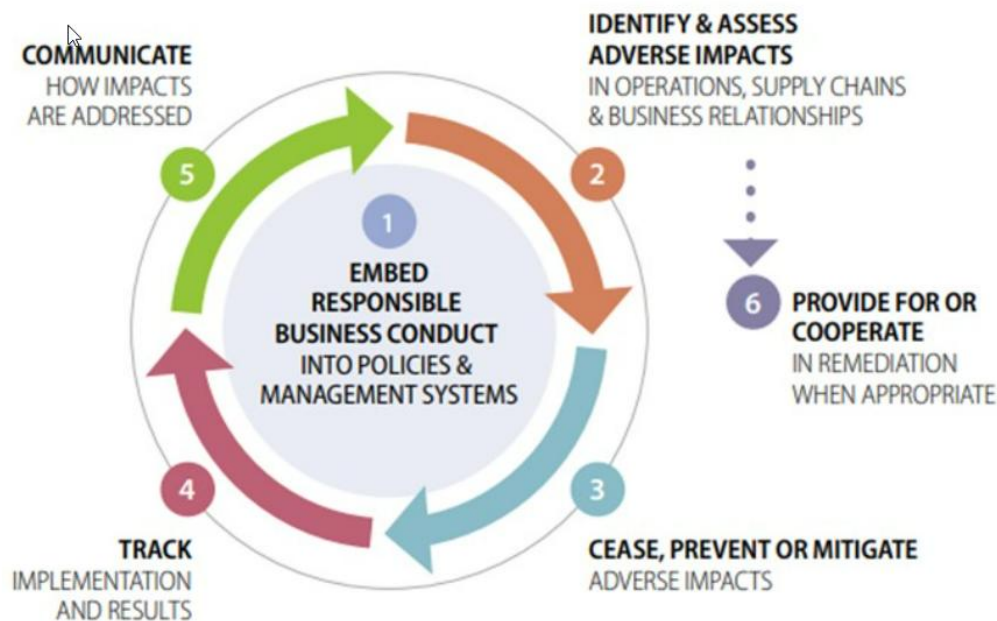 COMMUNICATE
HOW IMPACTS
ARE ADDRESSED
5
IDENTIFY & ASSESS
ADVERSE IMPACTS
IN OPERATIONS, SUPPLY CHAINS
& BUSINESS RELATIONSHIPS
2
1
EMBED
RESPONSIBLE
BUSINESS CONDUCT
INTO POLICIES &
MANAGEMENT SYSTEMS
6
PROVIDE FOR OR
COOPERATE
IN REMEDIATION
WHEN APPROPRIATE
4
TRACK
IMPLEMENTATION
AND RESULTS
3
CEASE, PREVENT OR MITIGATE
ADVERSE IMPACTS